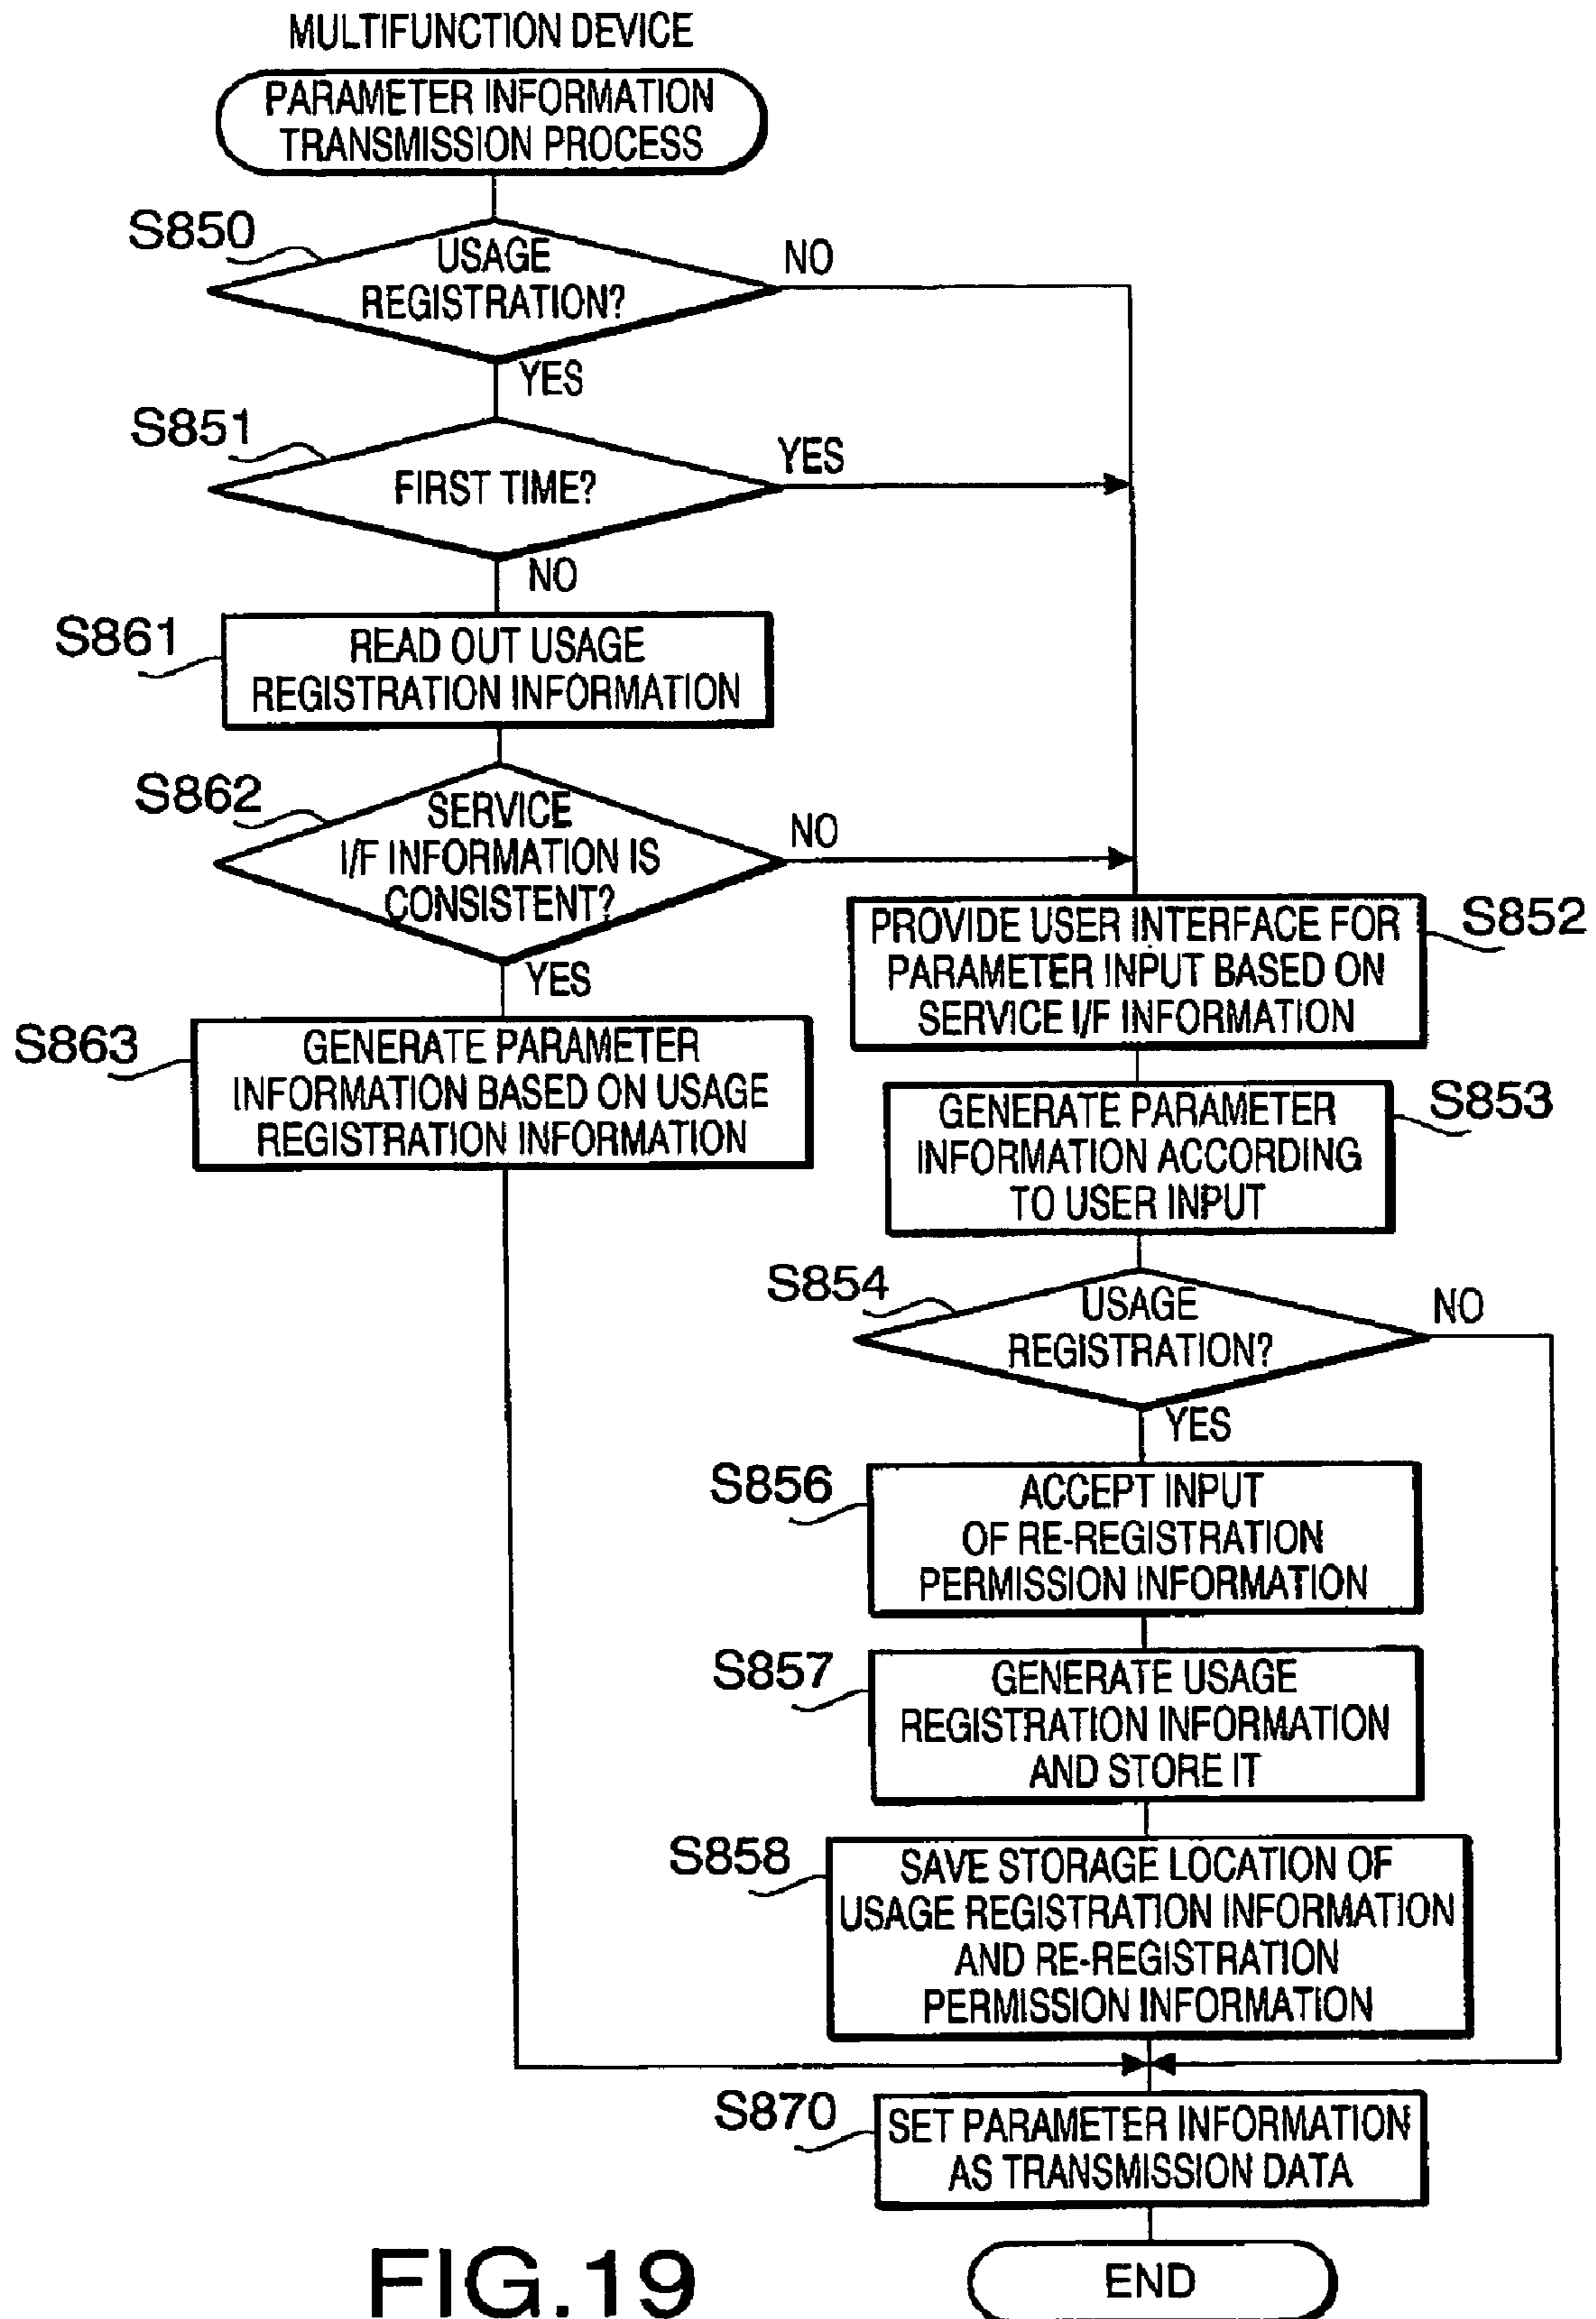 MULTIFUNCTION DEVICE
PARAMETER INFORMATION
TRANSMISSION PROCESS
S850
USAGE
REGISTRATION?
NO
YES
S851
FIRST TIME?
YES
NO
S861
READ OUT USAGE
REGISTRATION INFORMATION
S862
SERVICE
I/F INFORMATION IS
CONSISTENT?
NO
YES
S863
GENERATE PARAMETER
INFORMATION BASED ON USAGE
REGISTRATION INFORMATION
PROVIDE USER INTERFACE FOR
PARAMETER INPUT BASED ON
SERVICE I/F INFORMATION
S852
GENERATE PARAMETER
INFORMATION ACCORDING
TO USER INPUT
S853
S854
USAGE
REGISTRATION?
NO
YES
S856
ACCEPT INPUT
OF RE-REGISTRATION
PERMISSION INFORMATION
S857
GENERATE USAGE
REGISTRATION INFORMATION
AND STORE IT
S858
SAVE STORAGE LOCATION OF
USAGE REGISTRATION INFORMATION
AND RE-REGISTRATION
PERMISSION INFORMATION
S870
SET PARAMETER INFORMATION
AS TRANSMISSION DATA
END
FIG.19